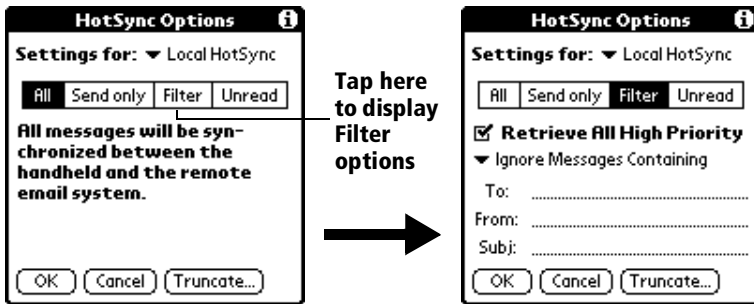 HotSync Options
Settings for: Local HotSync
All Send only Filter Unread
All messages will be syn-
chronized between the
handheld and the remote
email system.
OK Cancel Truncate...
Tap here
to display
Filter
options
HotSync Options
Settings for: Local HotSync
All Send only Filter Unread
Retrieve All High Priority
Ignore Messages Containing
To:
From:
Subj:
OK Cancel Truncate...